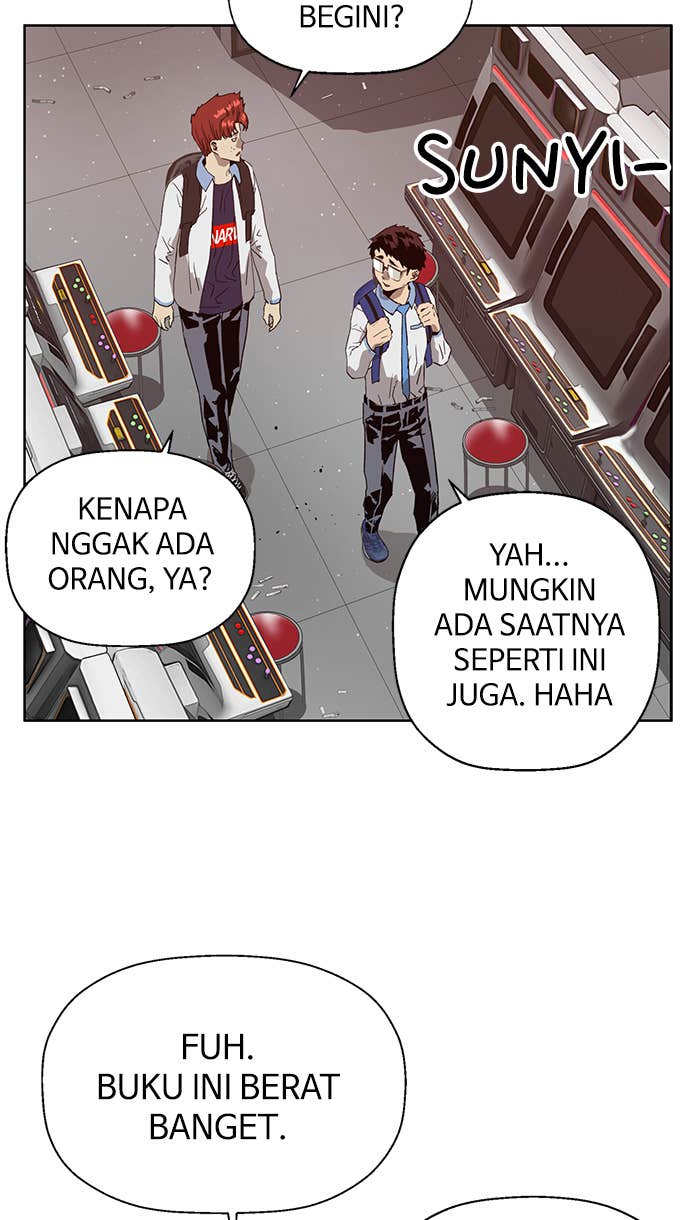 BEGINI?
SUNYI-
NARV
KENAPA
NGGAK ADA
ORANG, YA?
YAH...
MUNGKIN
ADA SAATNYA
SEPERTI INI
JUGA. HAHA
FUH.
BUKU INI BERAT
BANGET.